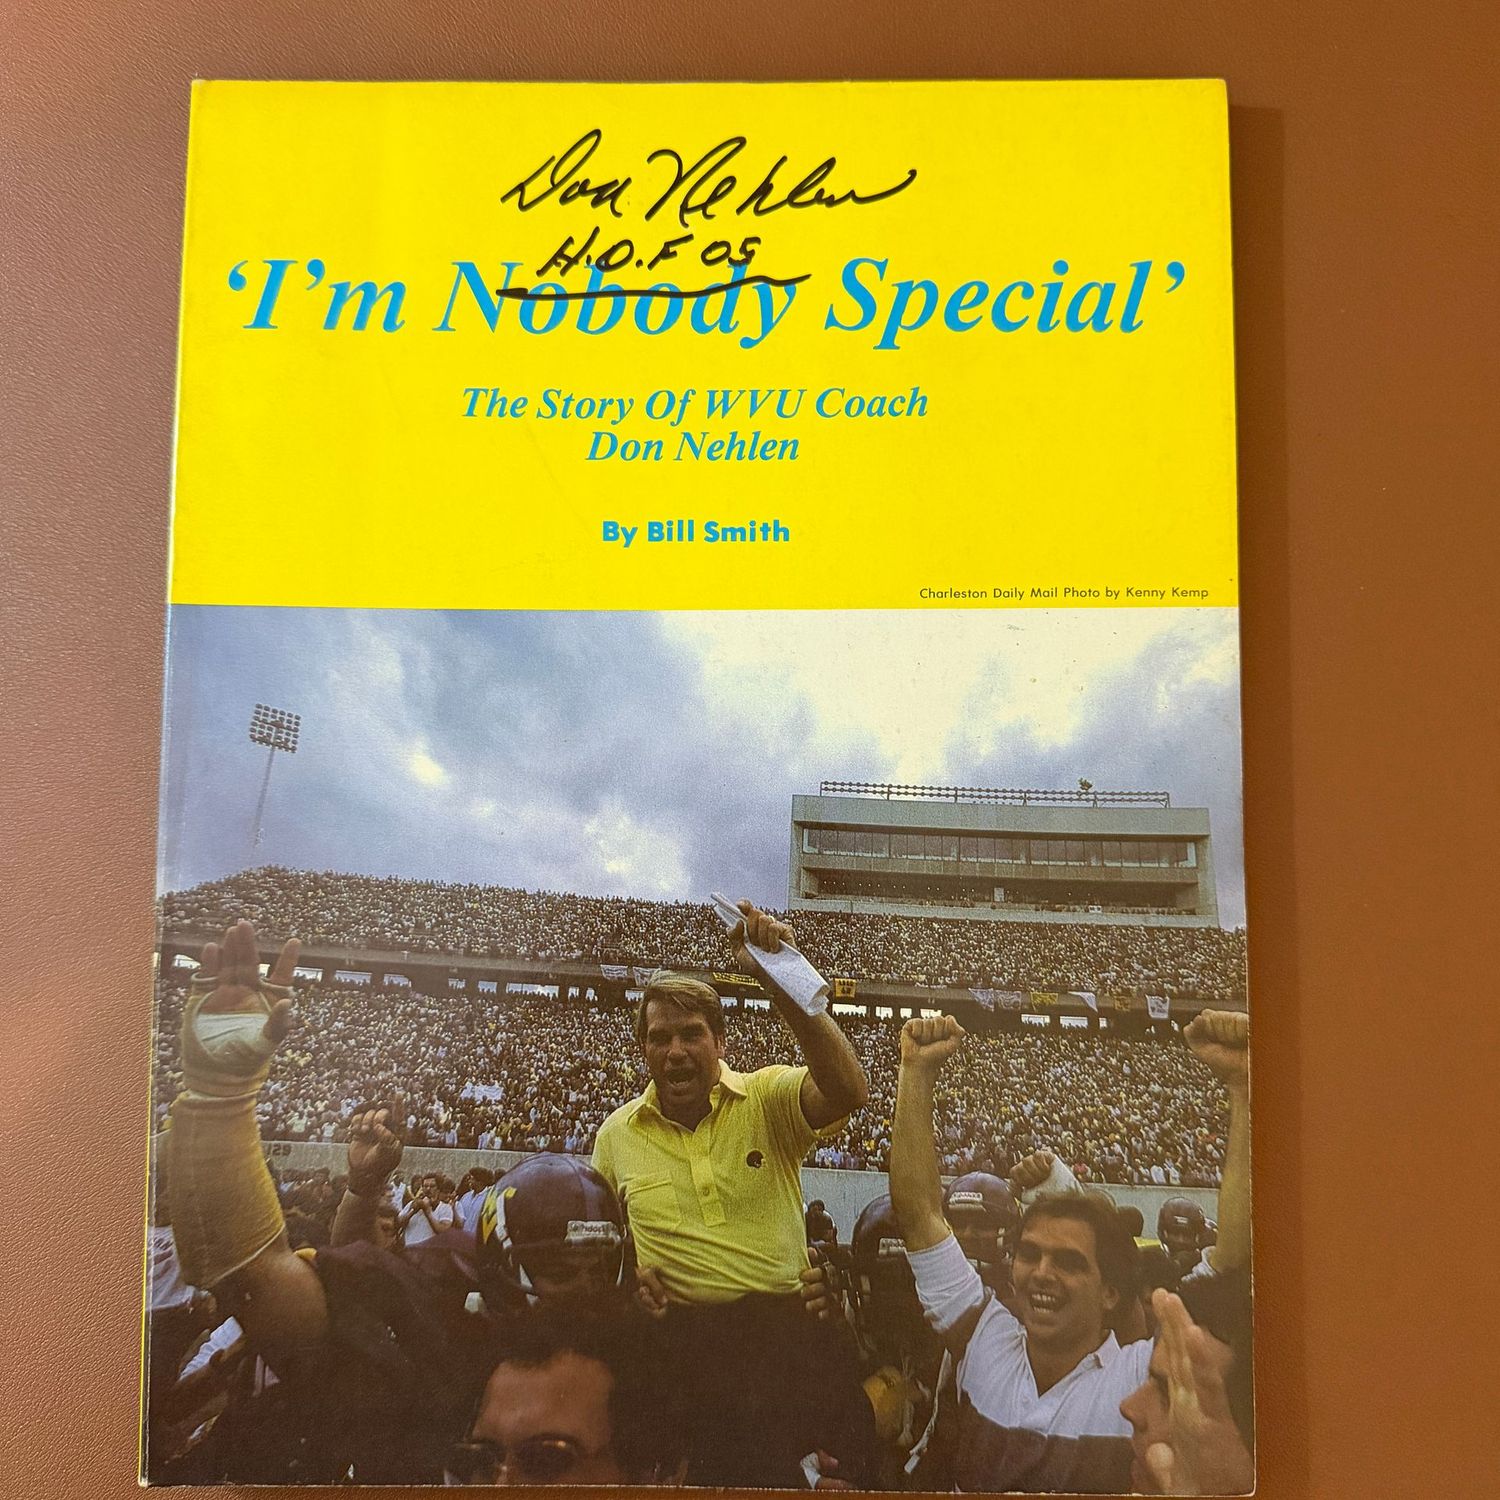 Don Nehlen
H.O.F 05
'I'm Nobody Special'
The Story Of WVU Coach
Don Nehlen
By Bill Smith
Charleston Daily Mail Photo by Kenny Kemp